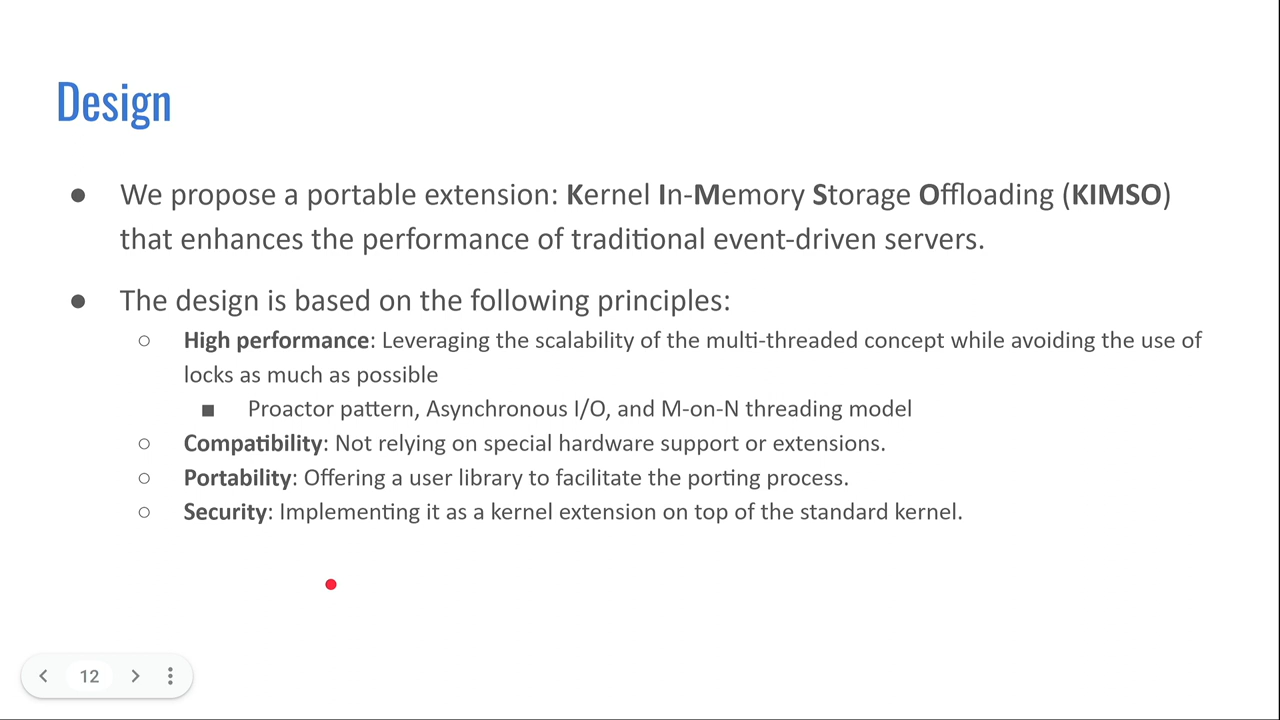 Design
● We propose a portable extension: Kernel In-Memory Storage Offloading (KIMSO)
that enhances the performance of traditional event-driven servers.
● The design is based on the following principles:
○ High performance: Leveraging the scalability of the multi-threaded concept while avoiding the use of
locks as much as possible
■ Proactor pattern, Asynchronous I/O, and M-on-N threading model
○ Compatibility: Not relying on special hardware support or extensions.
○ Portability: Offering a user library to facilitate the porting process.
○ Security: Implementing it as a kernel extension on top of the standard kernel.
12